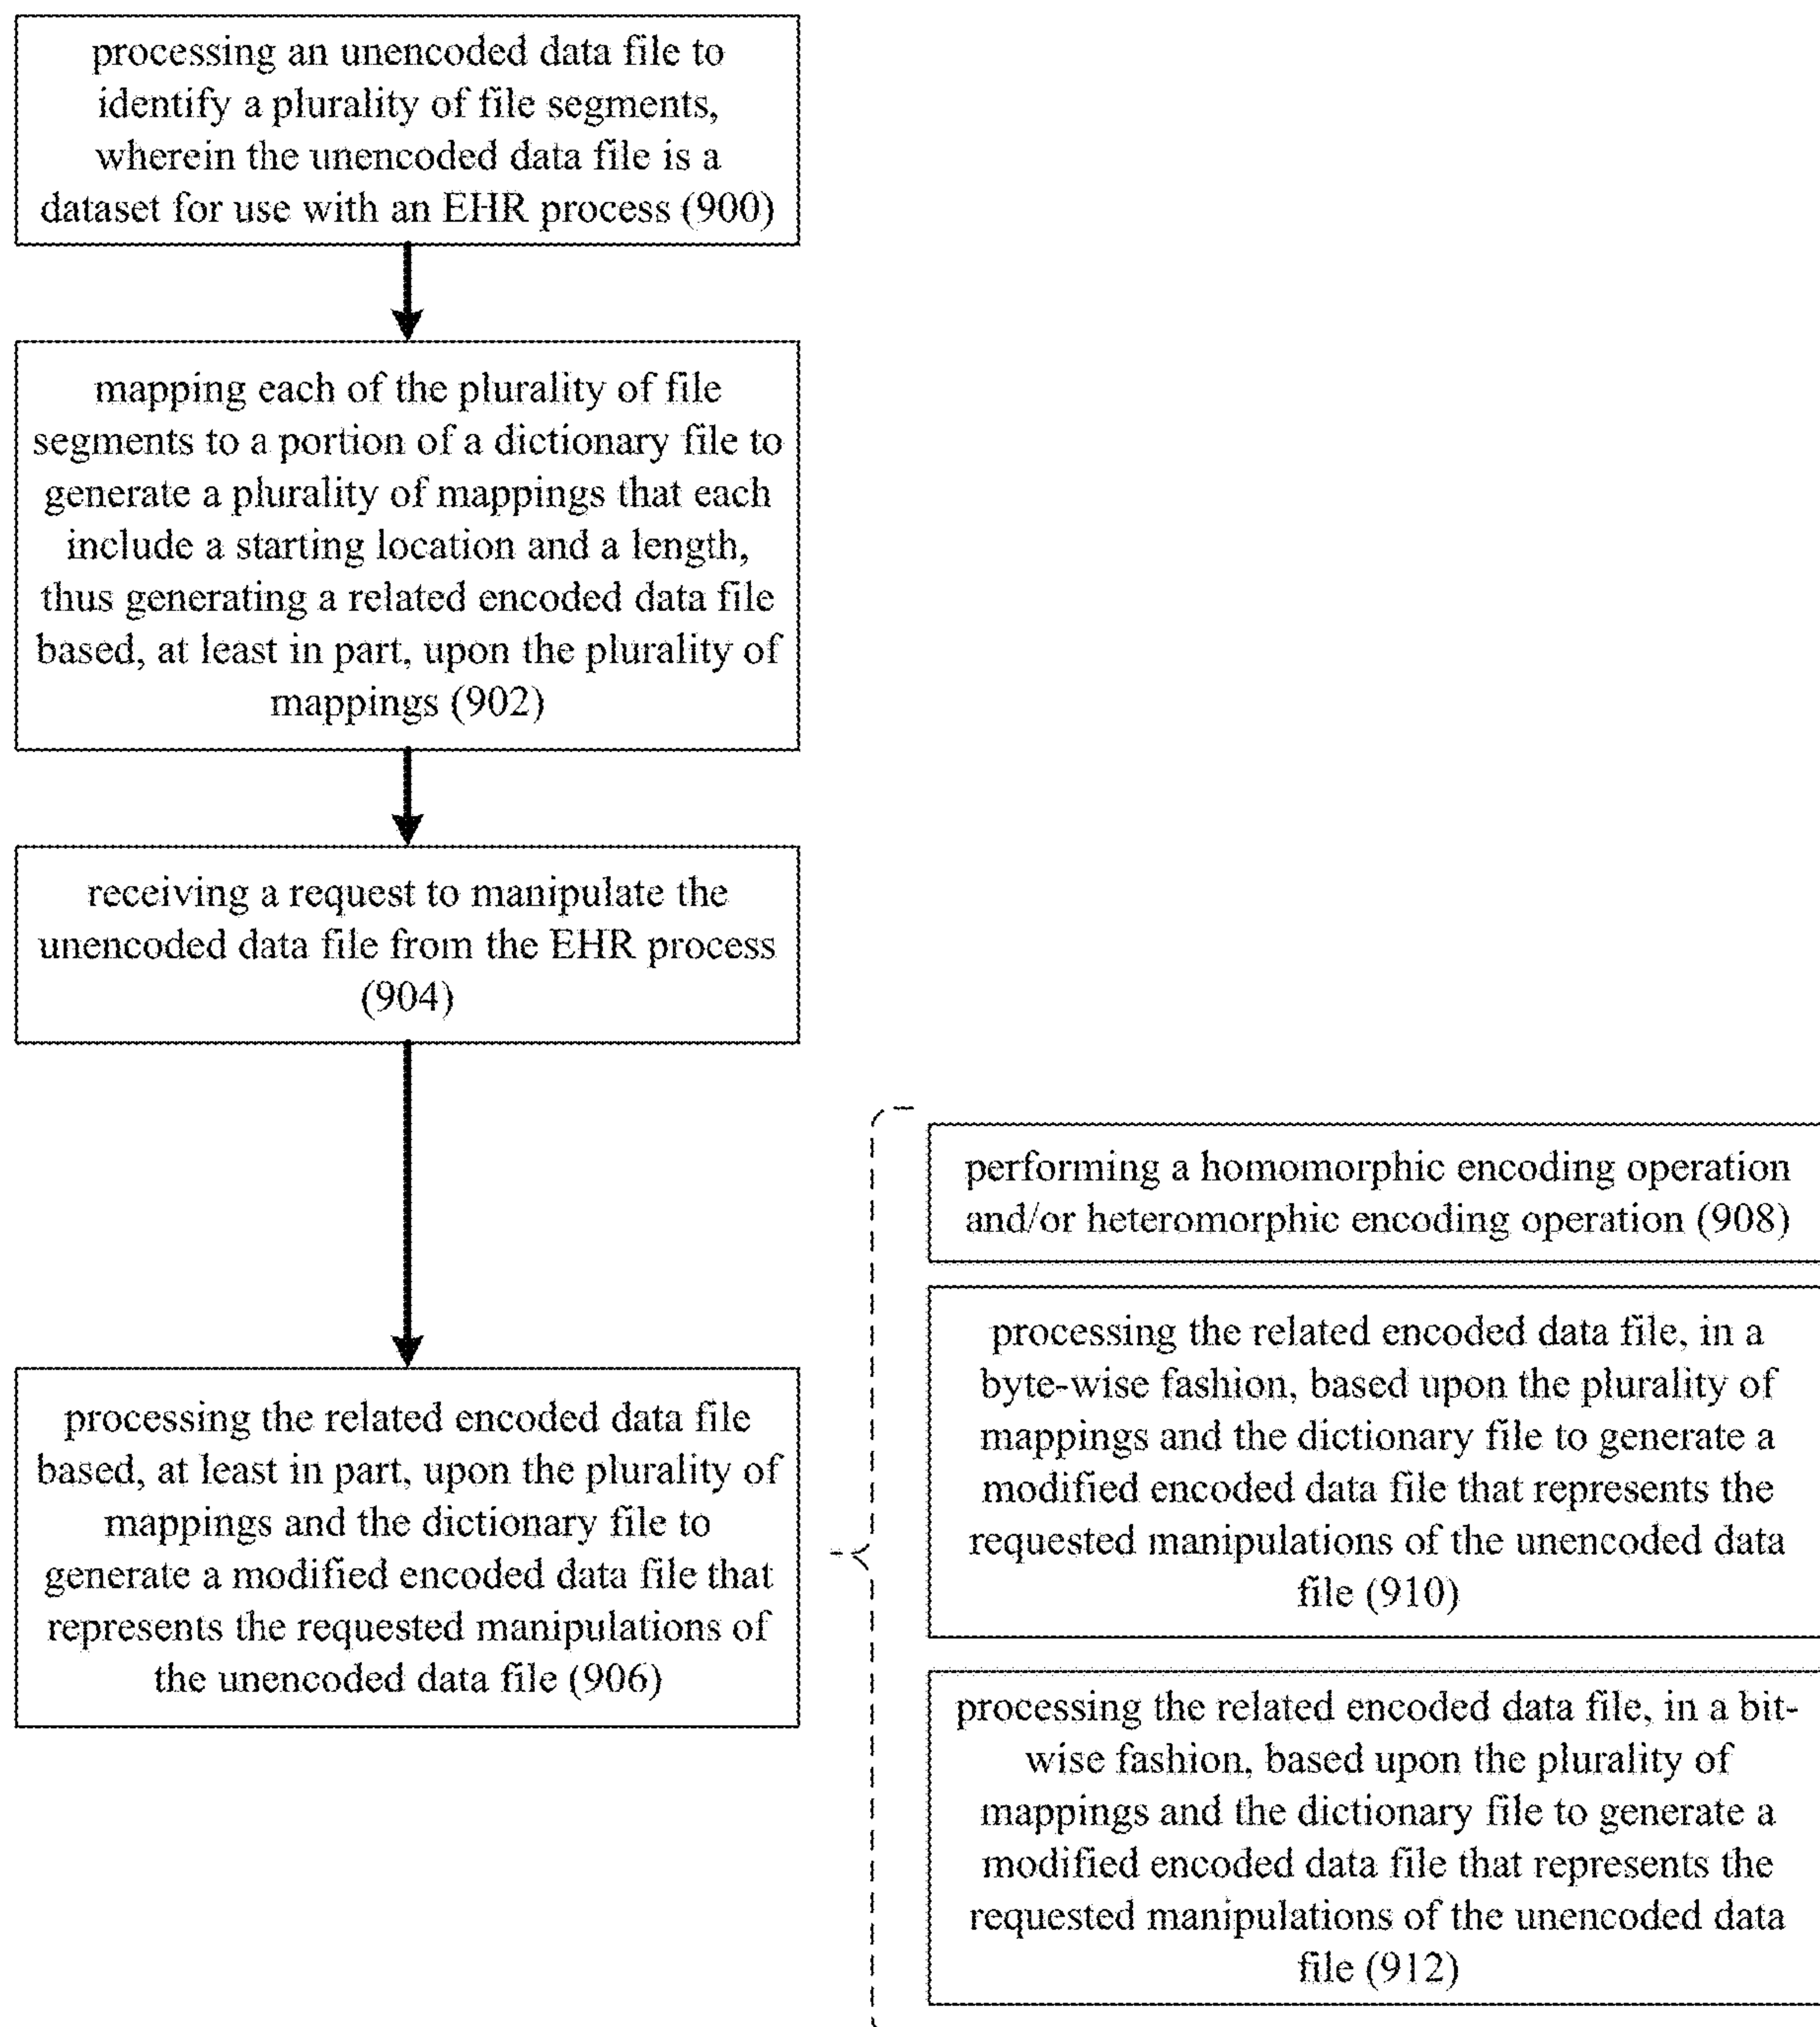 processing an unencoded data file to
identify a plurality of file segments,
wherein the unencoded data file is a
dataset for use with an EHR process (900)
mapping each of the plurality of file
segments to a portion of a dictionary file to
generate a plurality of mappings that each
include a starting location and a length,
thus generating a related encoded data file
based, at least in part, upon the plurality of
mappings (902)
receiving a request to manipulate the
unencoded data file from the EHR process
(904)
processing the related encoded data file
based, at least in part, upon the plurality of
mappings and the dictionary file to
generate a modified encoded data file that
represents the requested manipulations of
the unencoded data file (906)
performing a homomorphic encoding operation
and/or heteromorphic encoding operation (908)
processing the related encoded data file, in a
byte-wise fashion, based upon the plurality of
mappings and the dictionary file to generate a
modified encoded data file that represents the
requested manipulations of the unencoded data
file (910)
processing the related encoded data file, in a bit-
wise fashion, based upon the plurality of
mappings and the dictionary file to generate a
modified encoded data file that represents the
requested manipulations of the unencoded data
file (912)